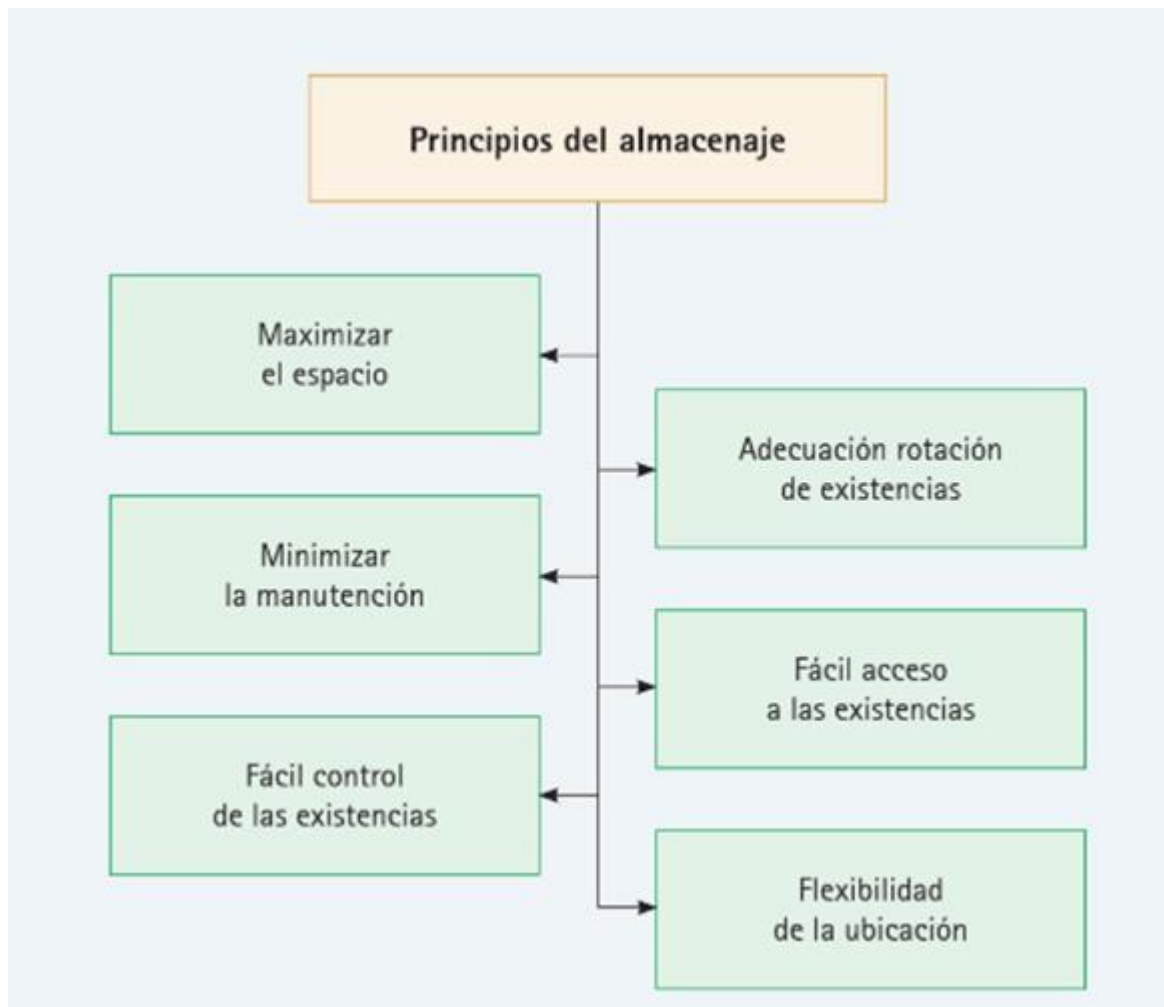 Principios del almacenaje
Maximizar
el espacio
Adecuación rotación
de existencias
Minimizar
la manutención
Fácil acceso
a las existencias
Fácil control
de las existencias
Flexibilidad
de la ubicación